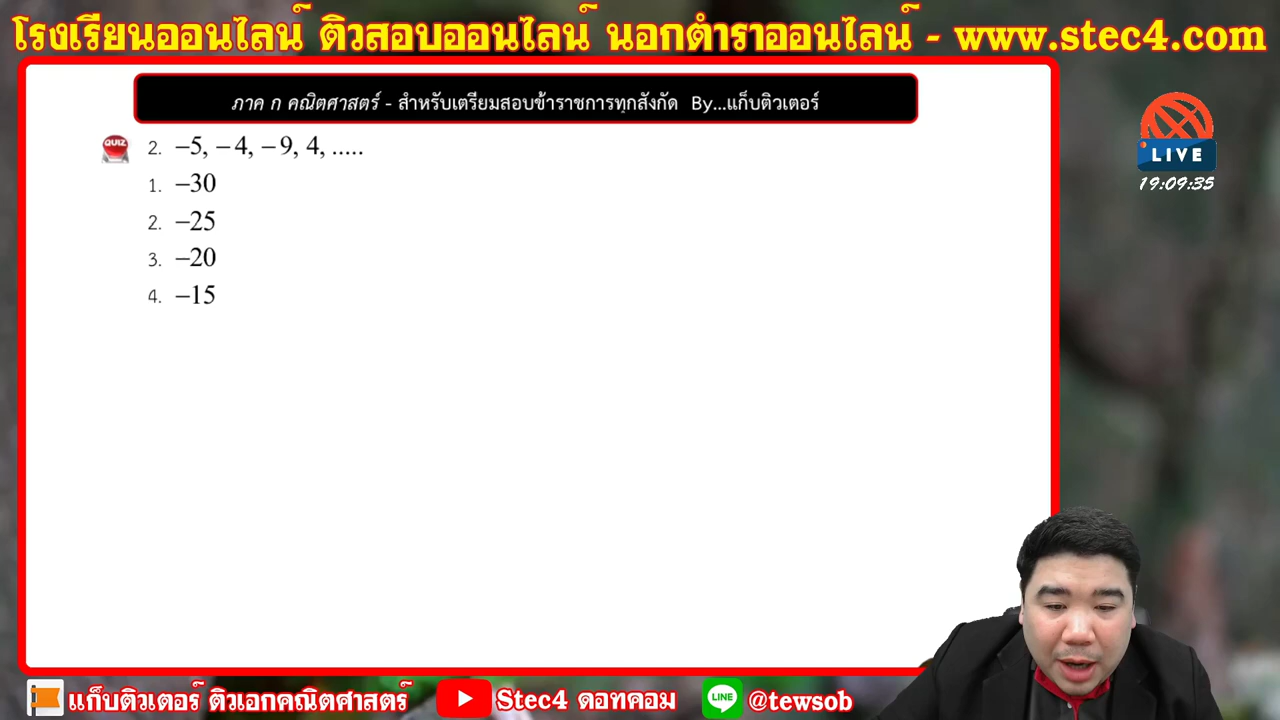 โรงเรียนออนไลน์ ติวสอบออนไลน์ นอกตำราออนไลน์ - www.stec4.com
ภาค ก คณิตศาสตร์ - สำหรับเตรียมสอบข้าราชการทุกสังกัด By...แก็บติวเตอร์
QUIZ 2. −5, −4, −9, 4, .....
1. −30
2. −25
3. −20
4. −15
LIVE
19:09:35
แก็บติวเตอร์ ติวเอกคณิตศาสตร์ Stec4 ดอทคอม LINE @tewsob